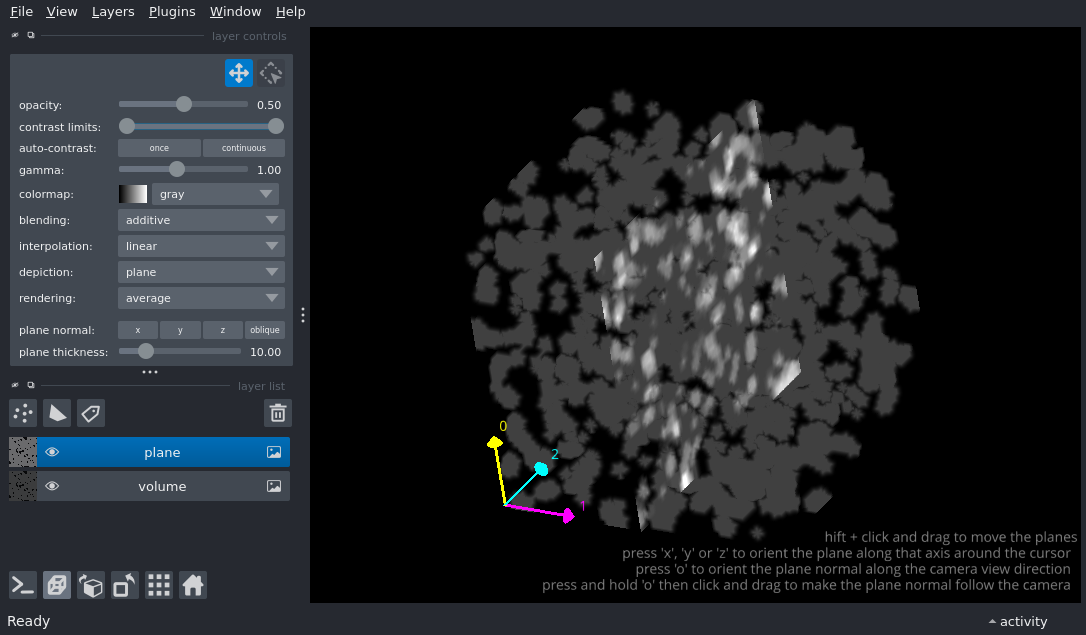 File View Layers Plugins Window Help
layer controls
opacity: 0.50
contrast limits:
auto-contrast: once continuous
gamma: 1.00
colormap: gray
blending: additive
interpolation: linear
depiction: plane
rendering: average
plane normal: x y z oblique
plane thickness: 10.00
layer list
plane
volume
0
2
1
hift + click and drag to move the planes
press 'x', 'y' or 'z' to orient the plane along that axis around the cursor
press 'o' to orient the plane normal along the camera view direction
press and hold 'o' then click and drag to make the plane normal follow the camera
Ready activity